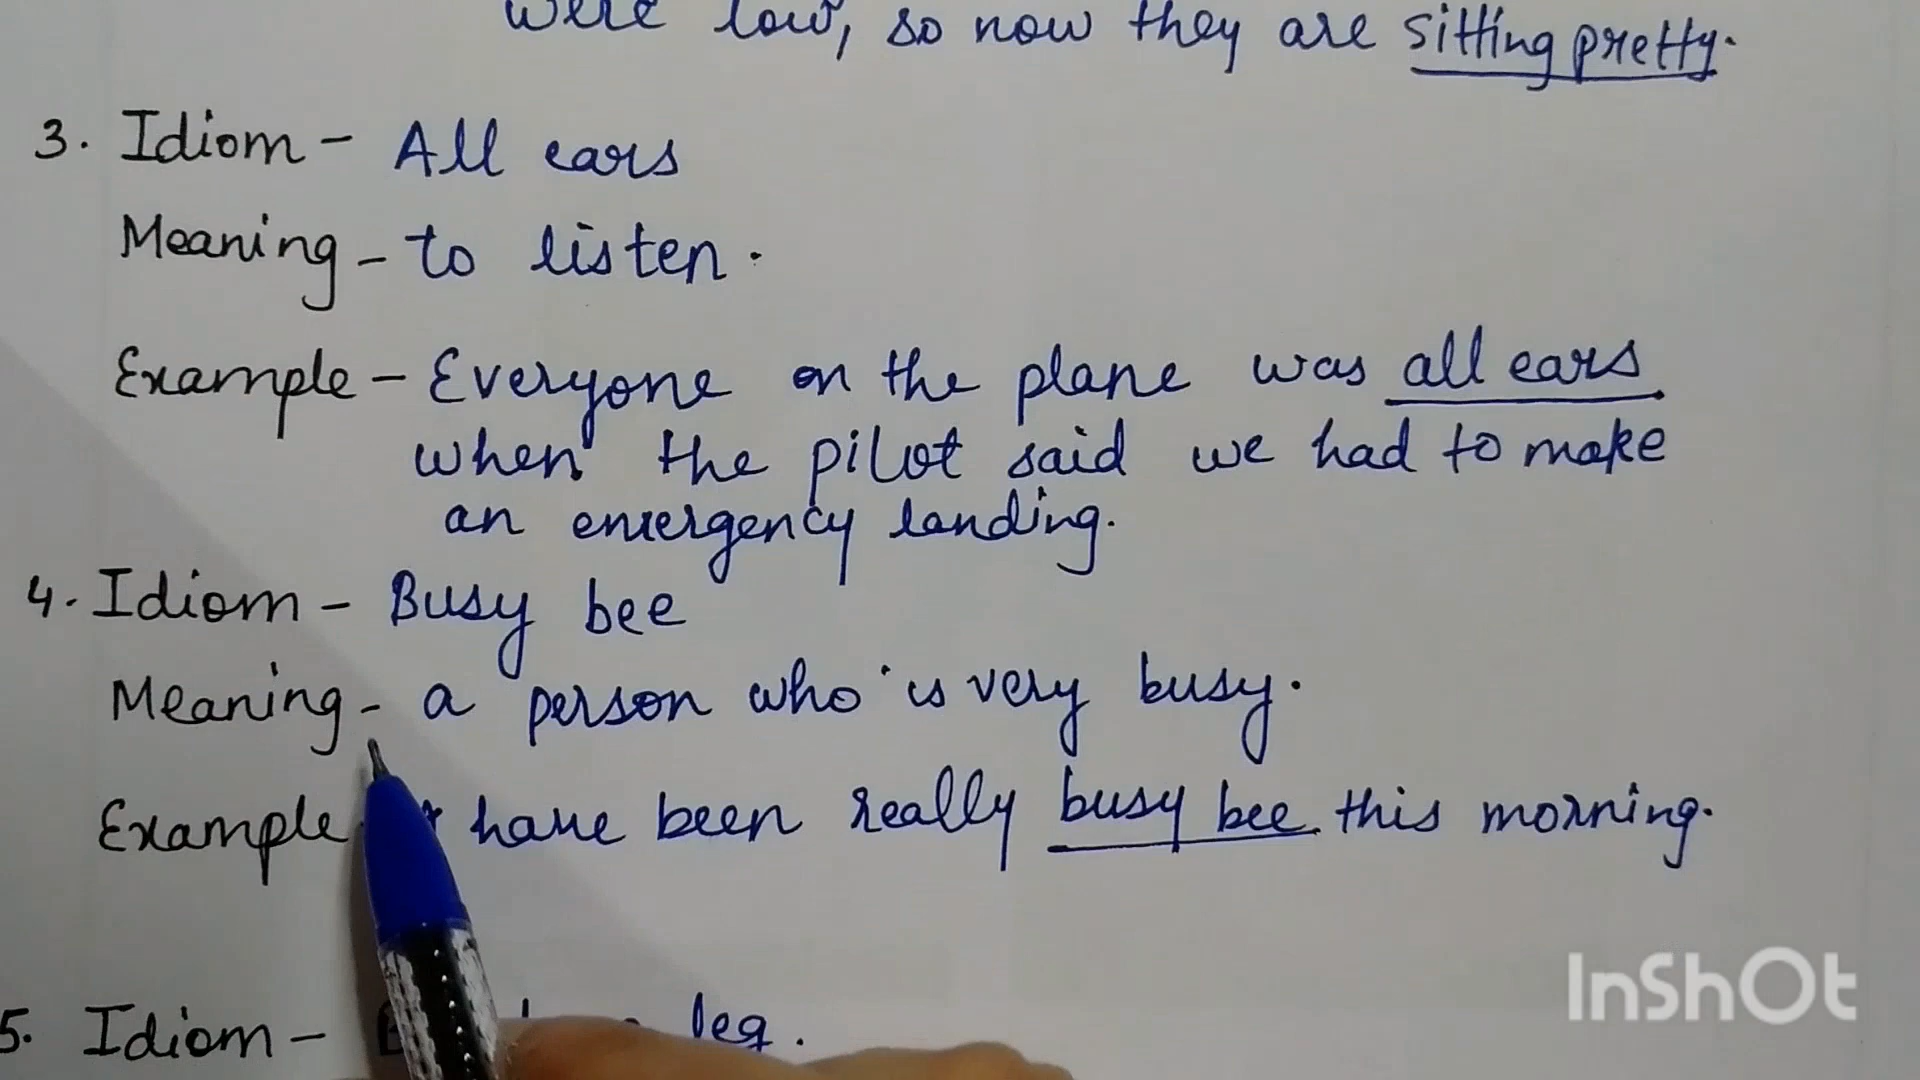 were low, so now they are sitting pretty.
3. Idiom - All ears
Meaning - to listen.
Example - Everyone on the plane was all ears
when the pilot said we had to make
an emergency landing.
4. Idiom - Busy bee
Meaning - a person who is very busy.
Example have been really busy bee this morning.
5. Idiom - leg.
InShOt